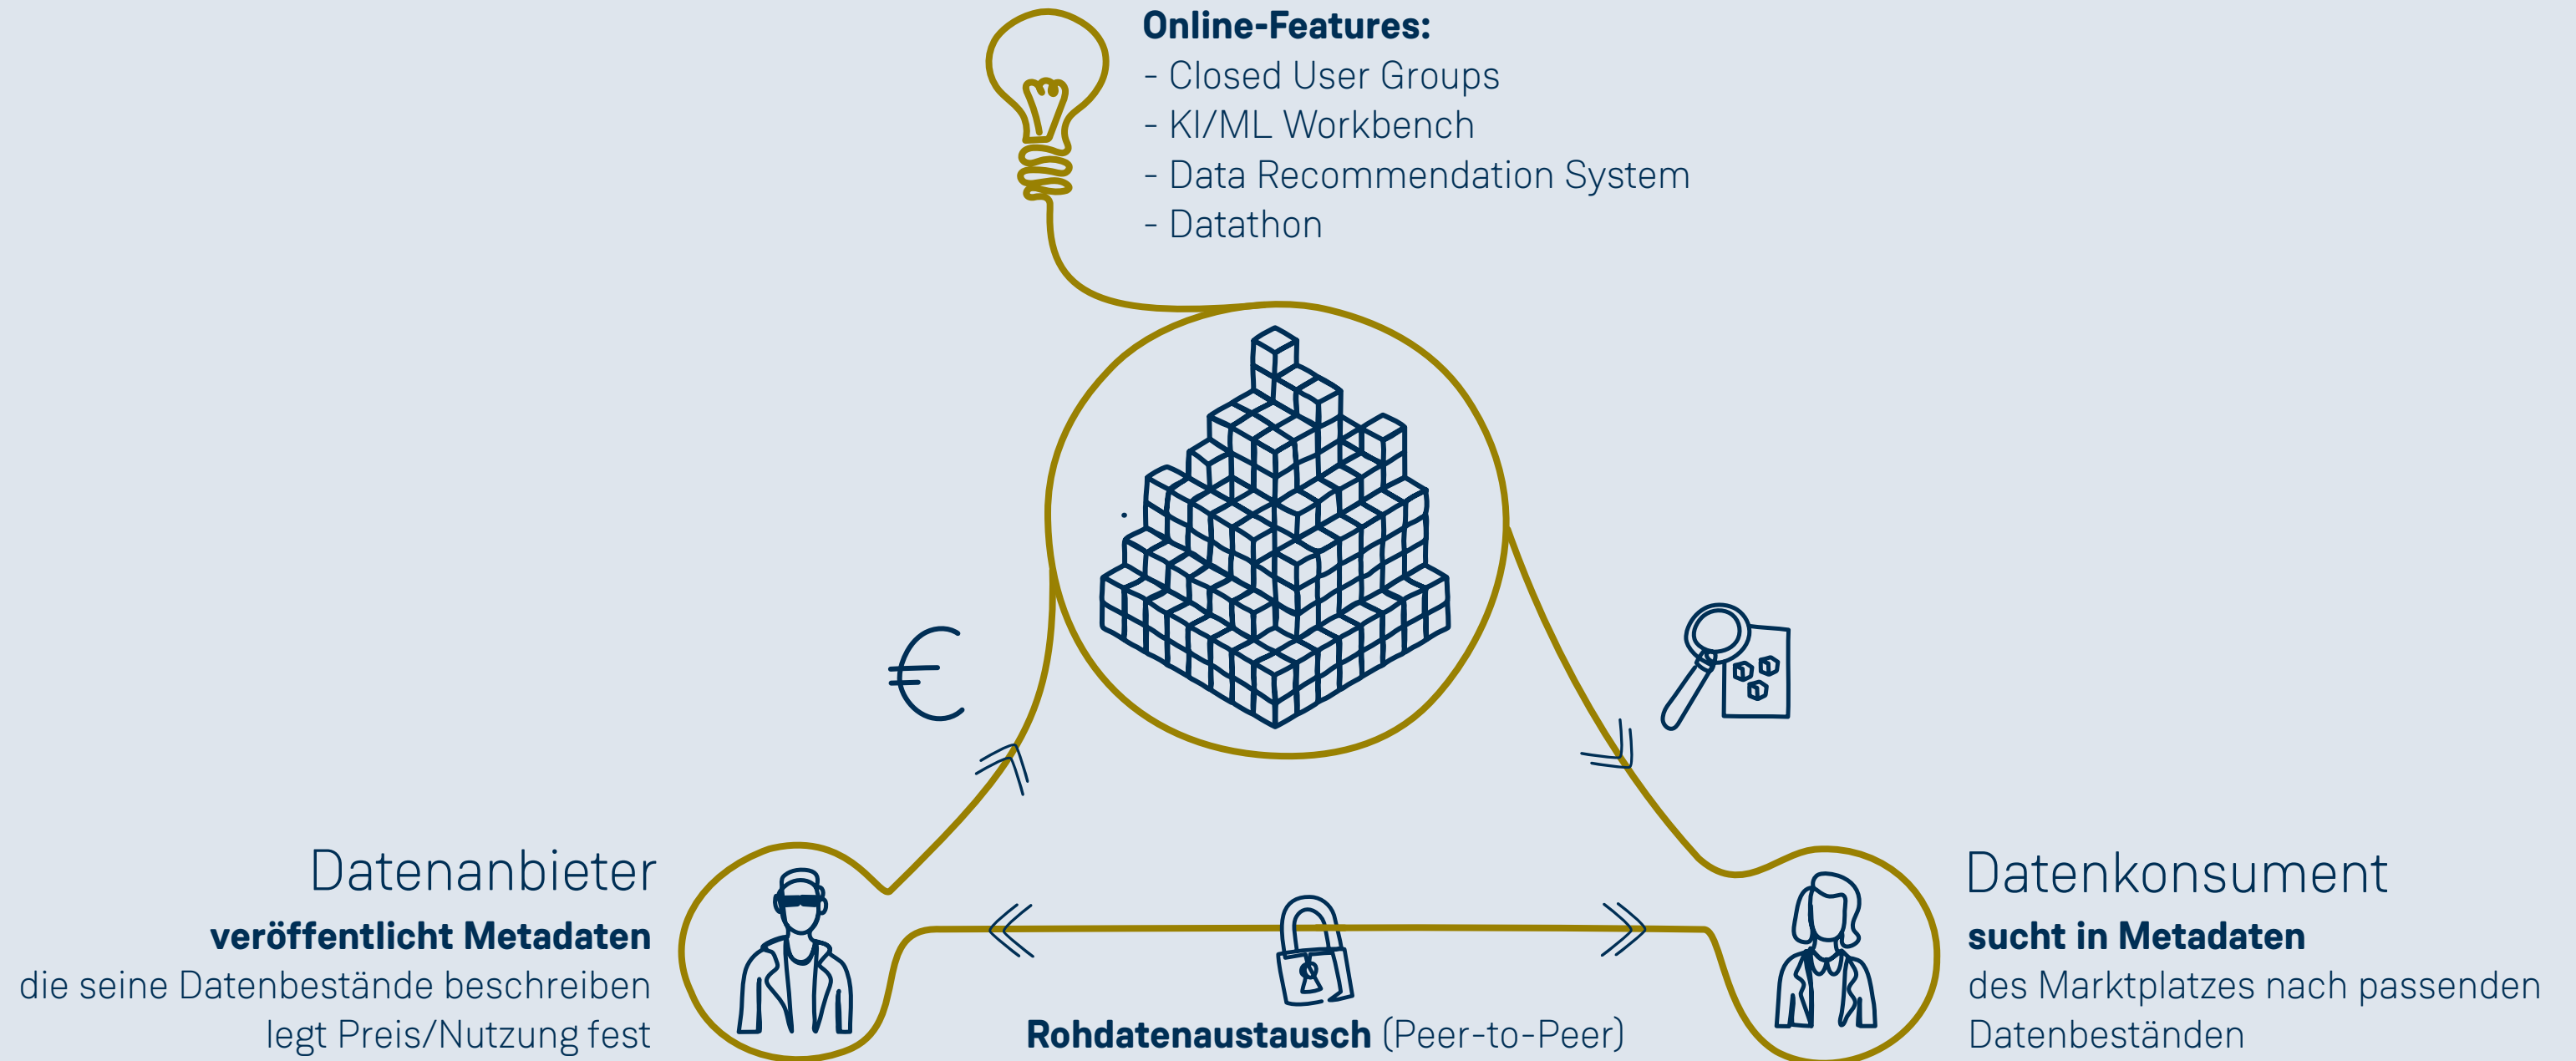 Online-Features:
- Closed User Groups
- KI/ML Workbench
- Data Recommendation System
- Datathon
€
Datenanbieter
veröffentlicht Metadaten
die seine Datenbestände beschreiben
legt Preis/Nutzung fest
Rohdatenaustausch (Peer-to-Peer)
Datenkonsument
sucht in Metadaten
des Marktplatzes nach passenden
Datenbeständen